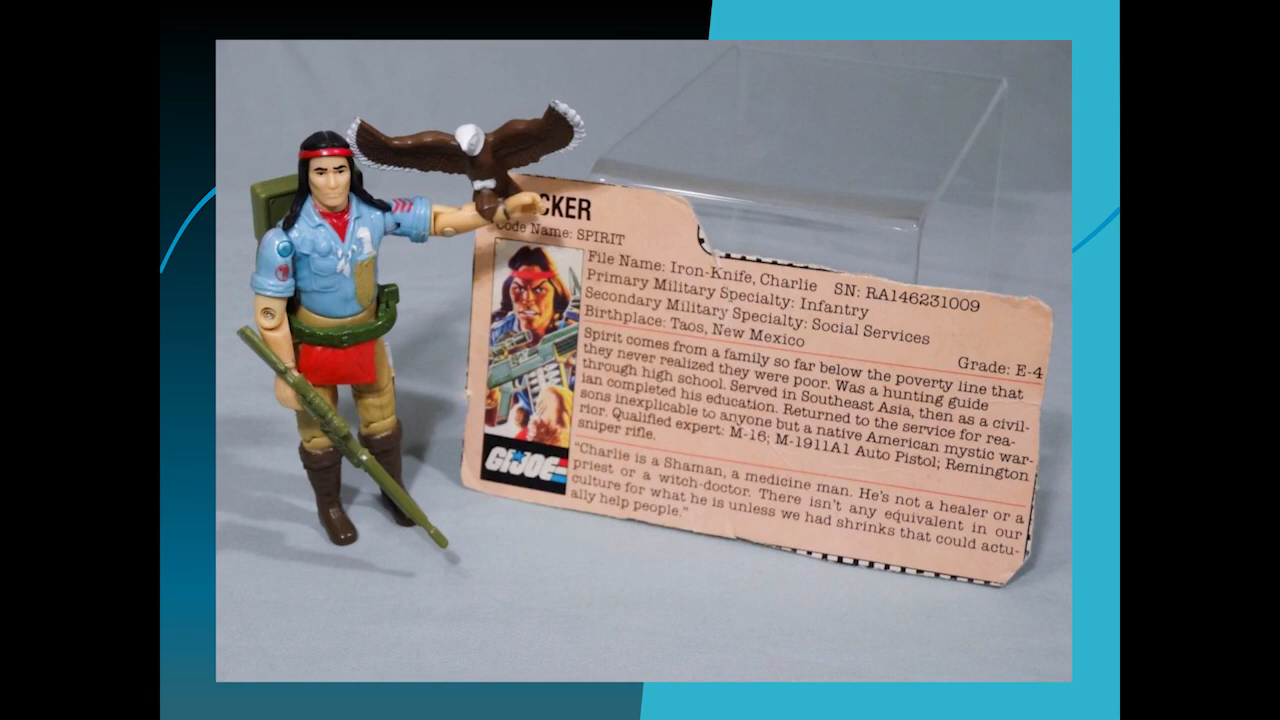 CKER
Code Name: SPIRIT
File Name: Iron-Knife, Charlie SN: RA146231009
Primary Military Specialty: Infantry
Secondary Military Specialty: Social Services
Birthplace: Taos, New Mexico
Grade: E-4
Spirit comes from a family so far below the poverty line that
they never realized they were poor. Was a hunting guide
through high school. Served in Southeast Asia, then as a civil-
ian completed his education. Returned to the service for rea-
sons inexplicable to anyone but a native American mystic war-
rior. Qualified expert: M-16; M-1911A1 Auto Pistol; Remington
sniper rifle.
"Charlie is a Shaman, a medicine man. He's not a healer or a
priest or a witch-doctor. There isn't any equivalent in our
culture for what he is unless we had shrinks that could actu-
ally help people."
GI JOE